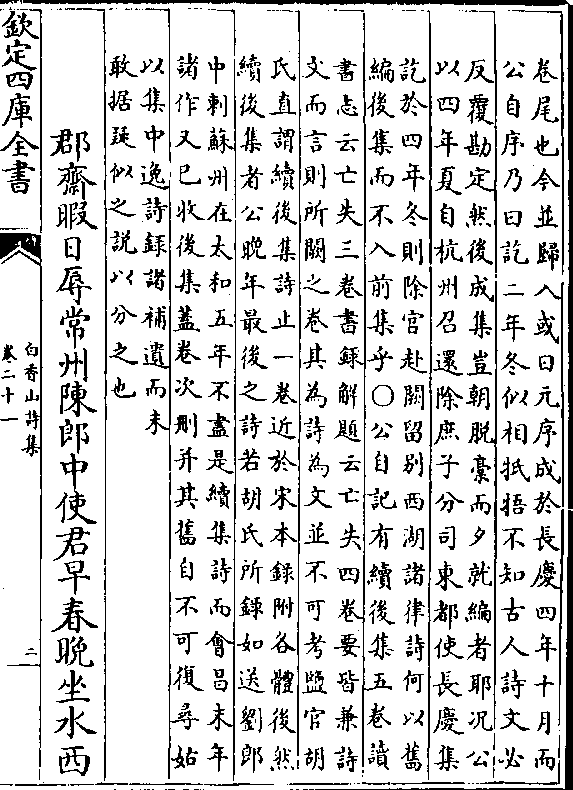 卷尾也今並歸入或曰元序成於長慶四年十月而
公自序乃曰訖二年冬似相牴牾不知古人詩文必
反覆勘定然後成集豈朝脫稾而夕就編者耶况公
以四年夏自杭州召還除庶子分司東都使長慶集
訖於四年冬則除官赴闕留别西湖諸律詩何以舊
編後集而不入前集乎○公自記有續後集五卷讀
書志云亡失三卷書録解題云亡失四卷要皆兼詩
文而言則所闕之卷其為詩為文並不可考盬官胡
氏直謂續後集詩止一卷近於宋本録附各體後然
續後集者公晚年最後之詩若胡氏所録如送劉郎
中刺蘇州在太和五年不盡是續集詩而會昌末年
諸作又已收後集蓋卷次刪并其舊自不可復尋姑
以集中逸詩録諸補遺而未
敢据疑似之説以分之也
郡齋暇日辱常州陳郎中使君早春晚坐水西
欽定四庫全書
白香山詩集
卷二十一
二